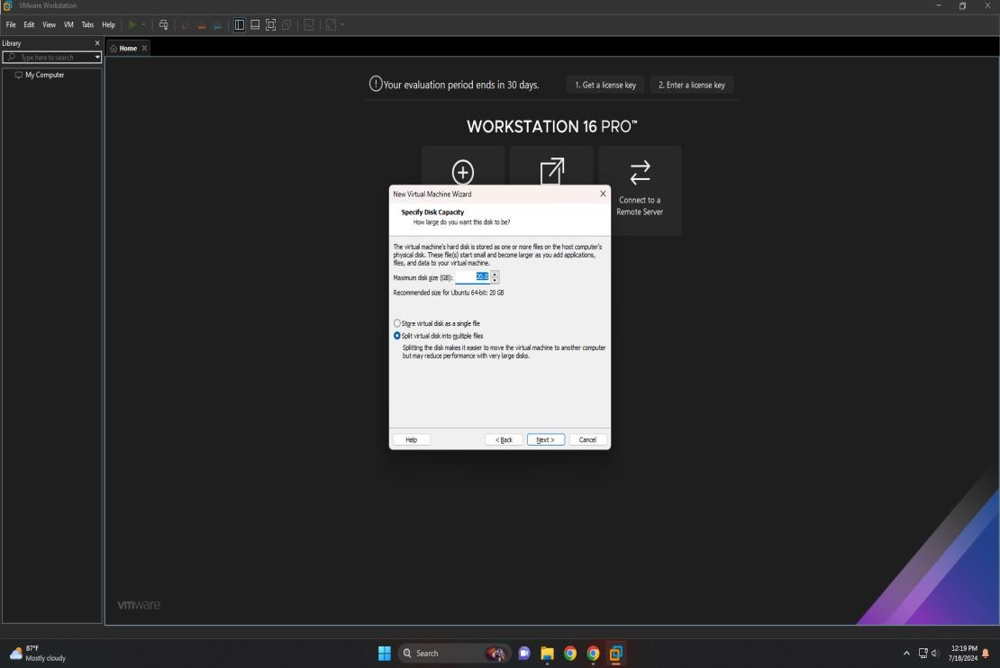 VMware Workstation
File Edit View VM Tabs Help
Library
Type here to search
My Computer
Home
Your evaluation period ends in 30 days.
1. Get a license key
2. Enter a license key
WORKSTATION 16 PRO™
Connect to a
Remote Server
New Virtual Machine Wizard
Specify Disk Capacity
How large do you want this disk to be?
The virtual machine's hard disk is stored as one or more files on the host computer's
physical disk. These file(s) start small and become larger as you add applications,
files, and data to your virtual machine.
Maximum disk size (GB): 20.0
Recommended size for Ubuntu 64-bit: 20 GB
Store virtual disk as a single file
Split virtual disk into multiple files
Splitting the disk makes it easier to move the virtual machine to another computer
but may reduce performance with very large disks.
Help < Back Next > Cancel
vmware
87°F
Mostly cloudy
Search
12:19 PM
7/18/2024